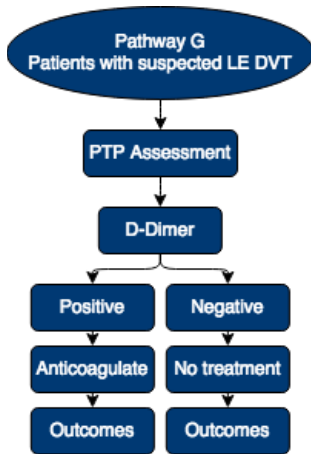 Pathway G
Patients with suspected LE DVT
PTP Assessment
D-Dimer
Positive
Negative
Anticoagulate
No treatment
Outcomes
Outcomes